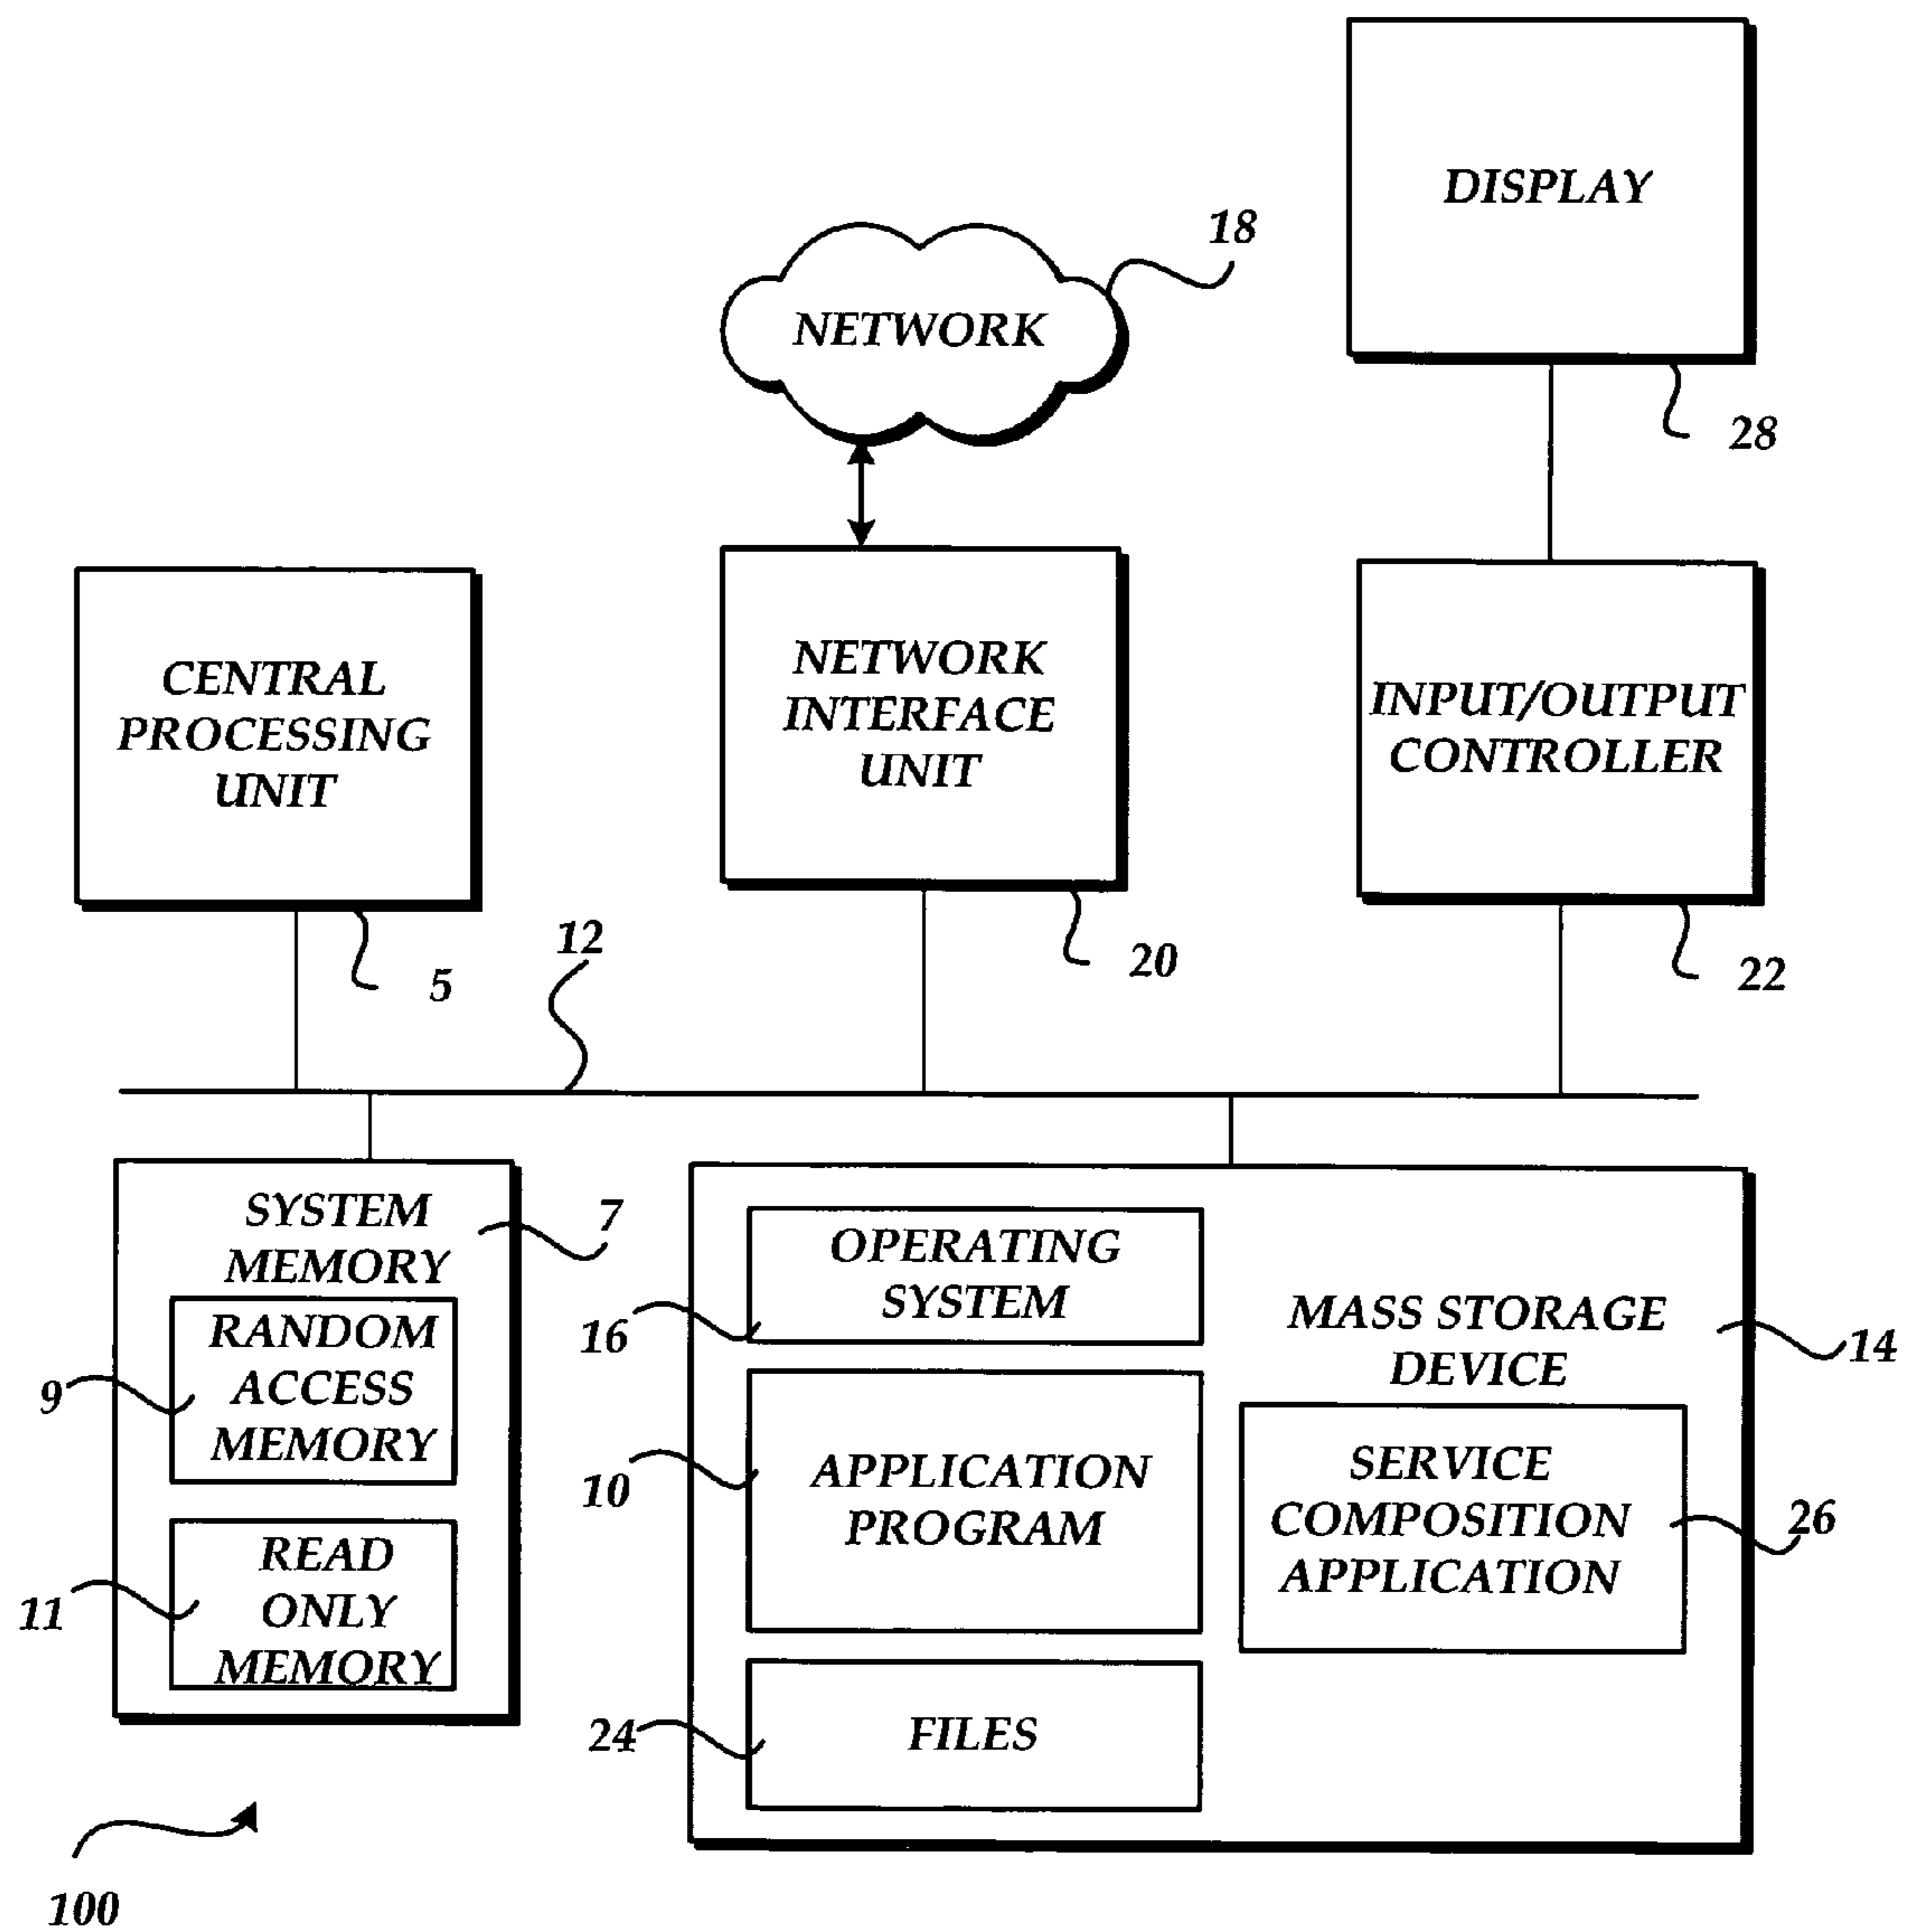 DISPLAY
28
18
NETWORK
CENTRAL
PROCESSING
UNIT
5
NETWORK
INTERFACE
UNIT
20
INPUT/OUTPUT
CONTROLLER
22
12
SYSTEM
MEMORY
7
RANDOM
ACCESS
MEMORY
9
READ
ONLY
MEMORY
11
OPERATING
SYSTEM
16
MASS STORAGE
DEVICE
14
APPLICATION
PROGRAM
10
SERVICE
COMPOSITION
APPLICATION
26
FILES
24
100